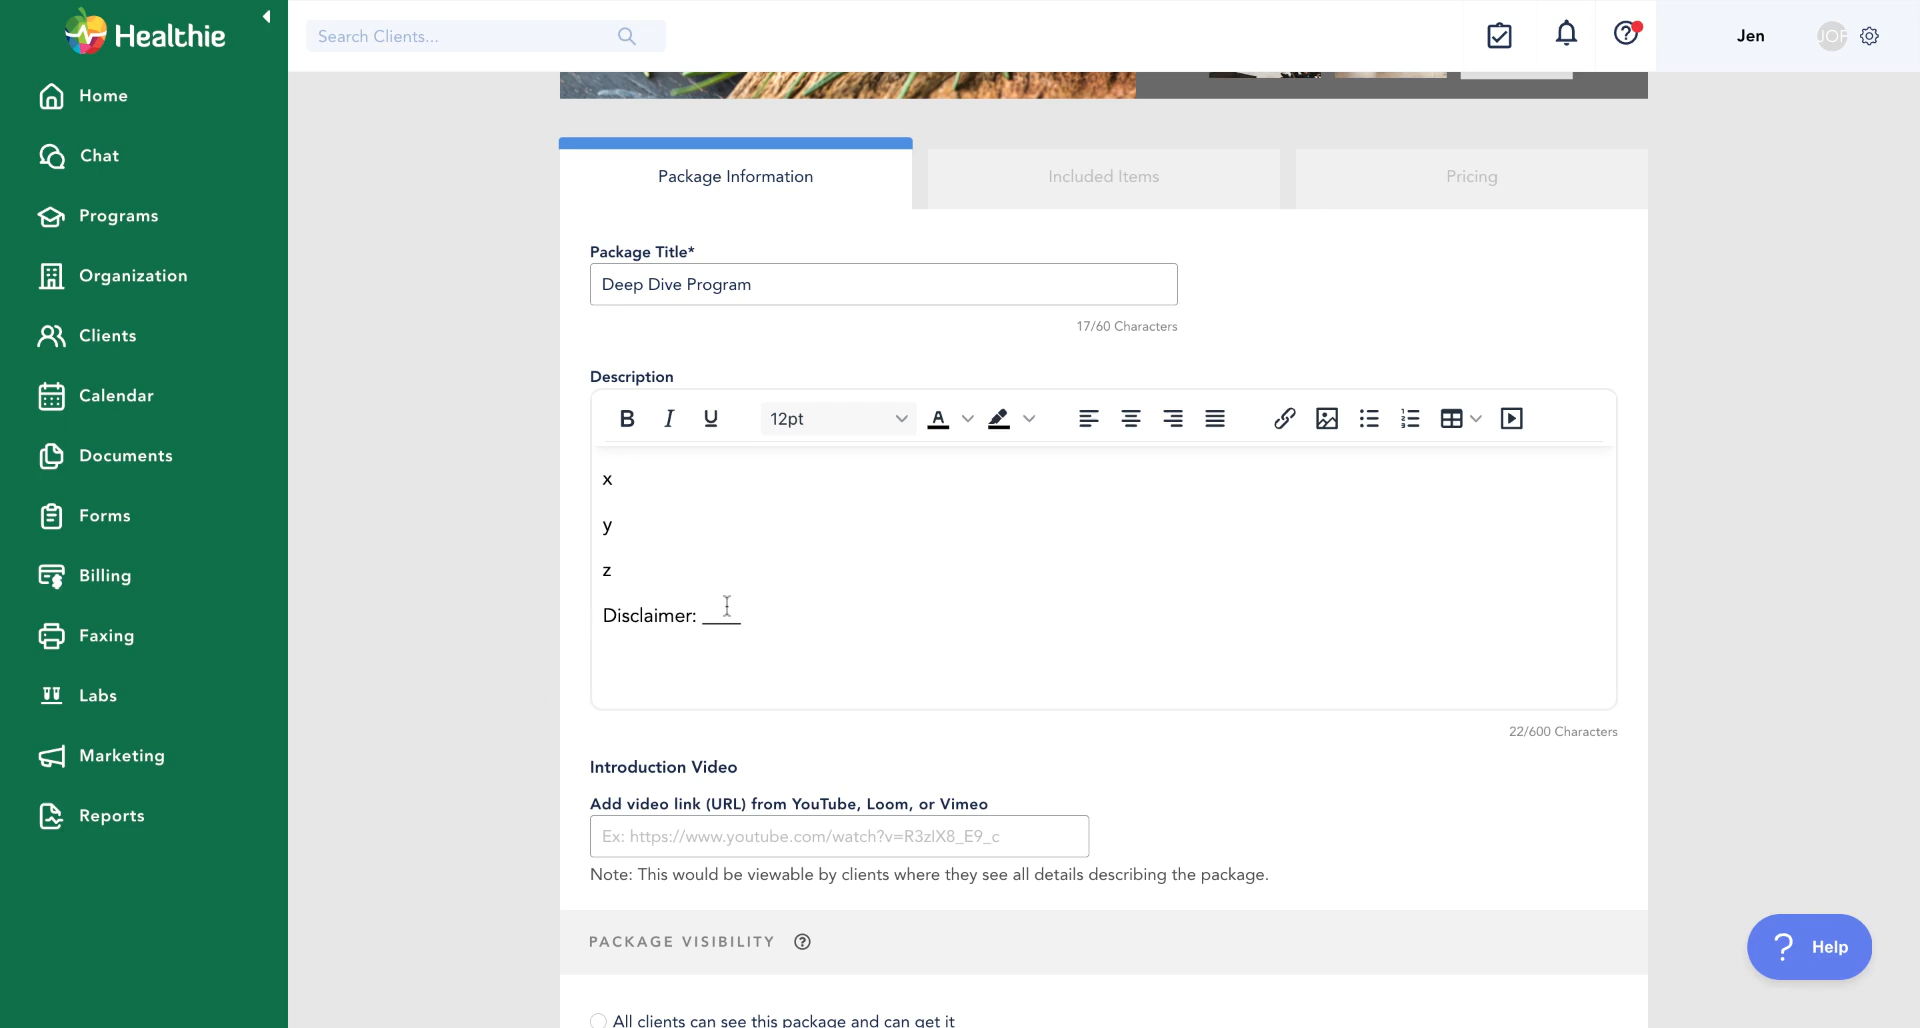 Healthie
Search Clients...
Jen
JOF
Home
Chat
Programs
Organization
Clients
Calendar
Documents
Forms
Billing
Faxing
Labs
Marketing
Reports
Package Information
Included Items
Pricing
Package Title*
Deep Dive Program
17/60 Characters
Description
B I U 12pt A
x
y
z
Disclaimer: ____
22/600 Characters
Introduction Video
Add video link (URL) from YouTube, Loom, or Vimeo
Ex: https://www.youtube.com/watch?v=R3zlX8_E9_c
Note: This would be viewable by clients where they see all details describing the package.
PACKAGE VISIBILITY ?
? Help
All clients can see this package and can get it